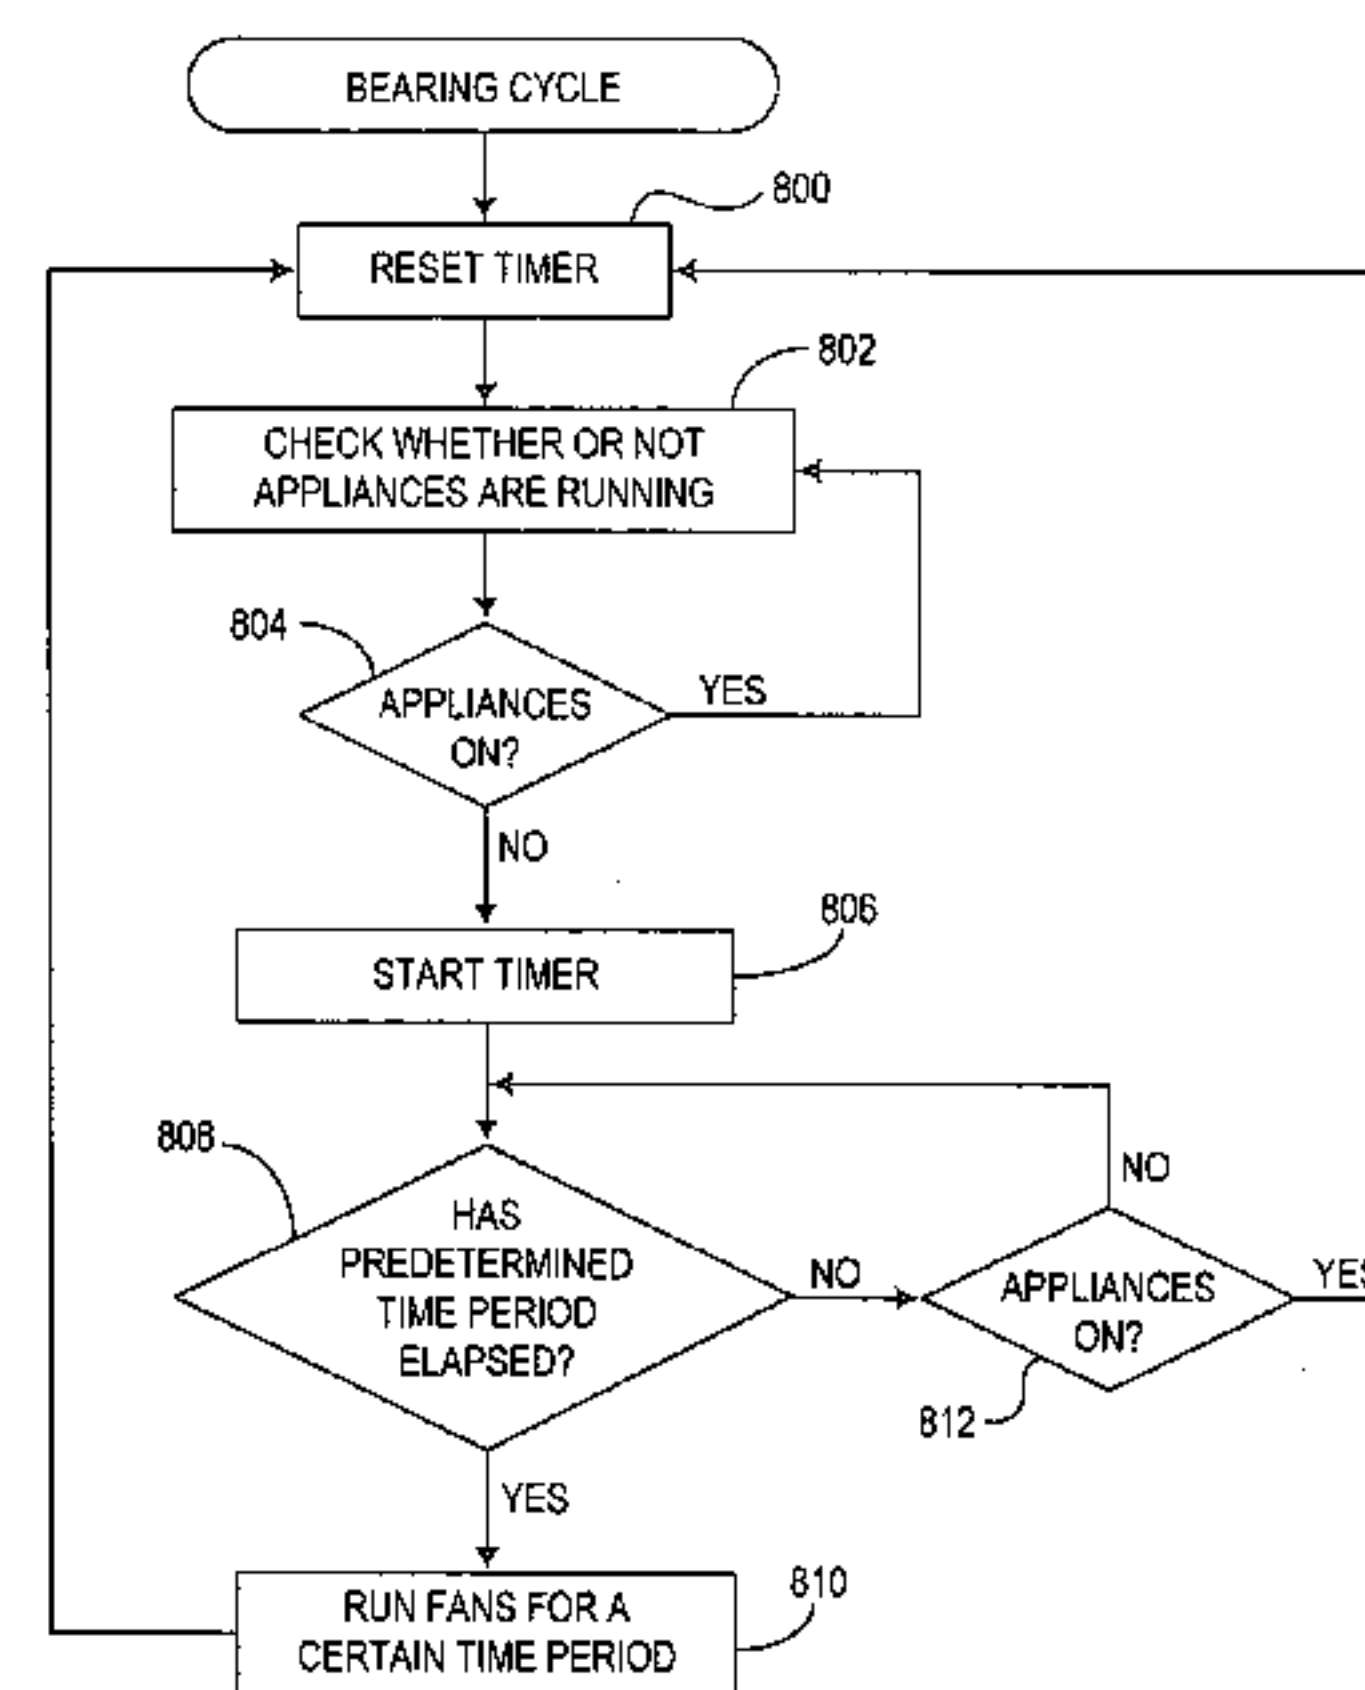 BEARING CYCLE
800
RESET TIMER
802
CHECK WHETHER OR NOT
APPLIANCES ARE RUNNING
804
APPLIANCES
ON?
YES
NO
806
START TIMER
808
HAS
PREDETERMINED
TIME PERIOD
ELAPSED?
NO
NO
APPLIANCES
ON?
YES
812
YES
810
RUN FANS FOR A
CERTAIN TIME PERIOD